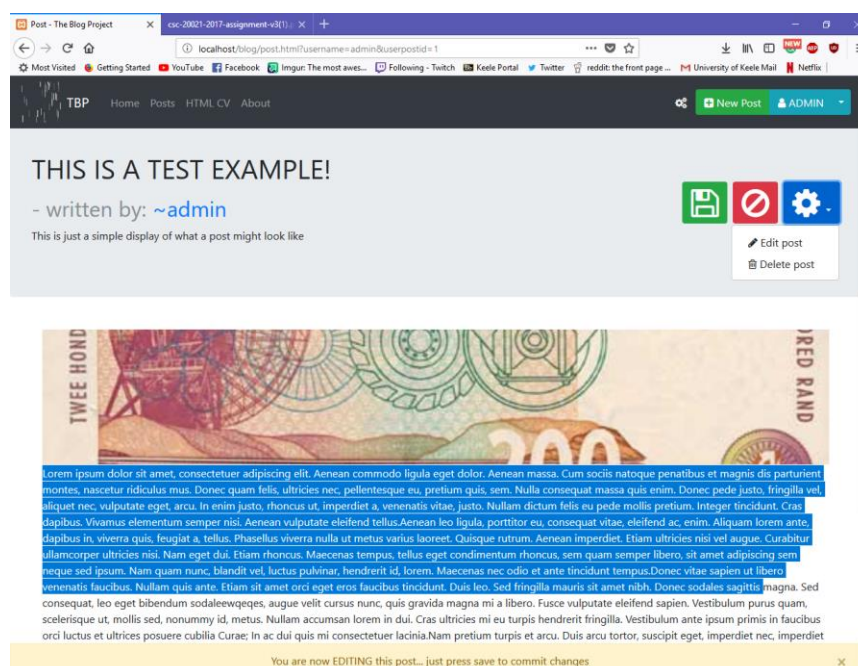 Post - The Blog Project
csc-20021-2017-assignment-v3(1).
localhost/blog/post.html?username=admin&userpostid=1
Most Visited Getting Started YouTube Facebook Imgur: The most awes... Following - Twitch Keele Portal Twitter reddit: the front page ... University of Keele Mail Netflix
TBP Home Posts HTML CV About New Post ADMIN
THIS IS A TEST EXAMPLE!
- written by: ~admin
This is just a simple display of what a post might look like
Edit post
Delete post
TWEE HOND
DRED RAND
200
Lorem ipsum dolor sit amet, consectetuer adipiscing elit. Aenean commodo ligula eget dolor. Aenean massa. Cum sociis natoque penatibus et magnis dis parturient
montes, nascetur ridiculus mus. Donec quam felis, ultricies nec, pellentesque eu, pretium quis, sem. Nulla consequat massa quis enim. Donec pede justo, fringilla vel,
aliquet nec, vulputate eget, arcu. In enim justo, rhoncus ut, imperdiet a, venenatis vitae, justo. Nullam dictum felis eu pede mollis pretium. Integer tincidunt. Cras
dapibus. Vivamus elementum semper nisi. Aenean vulputate eleifend tellus.Aenean leo ligula, porttitor eu, consequat vitae, eleifend ac, enim. Aliquam lorem ante,
dapibus in, viverra quis, feugiat a, tellus. Phasellus viverra nulla ut metus varius laoreet. Quisque rutrum. Aenean imperdiet. Etiam ultricies nisi vel augue. Curabitur
ullamcorper ultricies nisi. Nam eget dui. Etiam rhoncus. Maecenas tempus, tellus eget condimentum rhoncus, sem quam semper libero, sit amet adipiscing sem
neque sed ipsum. Nam quam nunc, blandit vel, luctus pulvinar, hendrerit id, lorem. Maecenas nec odio et ante tincidunt tempus.Donec vitae sapien ut libero
venenatis faucibus. Nullam quis ante. Etiam sit amet orci eget eros faucibus tincidunt. Duis leo. Sed fringilla mauris sit amet nibh. Donec sodales sagittis magna. Sed
consequat, leo eget bibendum sodaleewqeqes, augue velit cursus nunc, quis gravida magna mi a libero. Fusce vulputate eleifend sapien. Vestibulum purus quam,
scelerisque ut, mollis sed, nonummy id, metus. Nullam accumsan lorem in dui. Cras ultricies mi eu turpis hendrerit fringilla. Vestibulum ante ipsum primis in faucibus
orci luctus et ultrices posuere cubilia Curae; In ac dui quis mi consectetuer lacinia.Nam pretium turpis et arcu. Duis arcu tortor, suscipit eget, imperdiet nec, imperdiet
You are now EDITING this post... just press save to commit changes